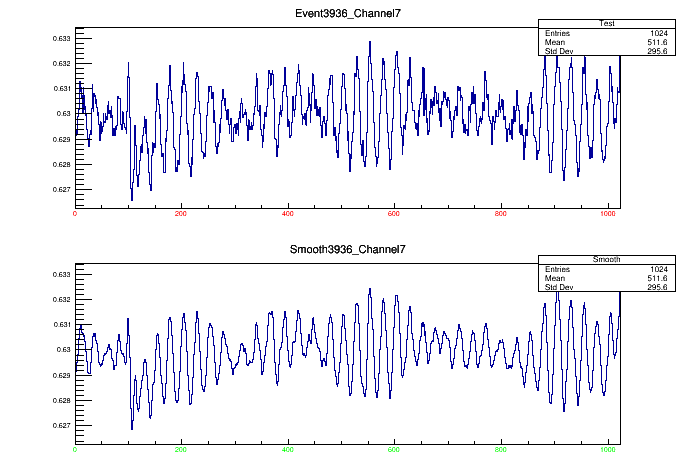 Event3936_Channel7
Test
Entries 1024
Mean 511.6
Std Dev 295.6
0.633
0.632
0.631
0.63
0.629
0.628
0.627
0 200 400 600 800 1000
Smooth3936_Channel7
Smooth
Entries 1024
Mean 511.6
Std Dev 295.6
0.633
0.632
0.631
0.63
0.629
0.628
0.627
0 200 400 600 800 1000